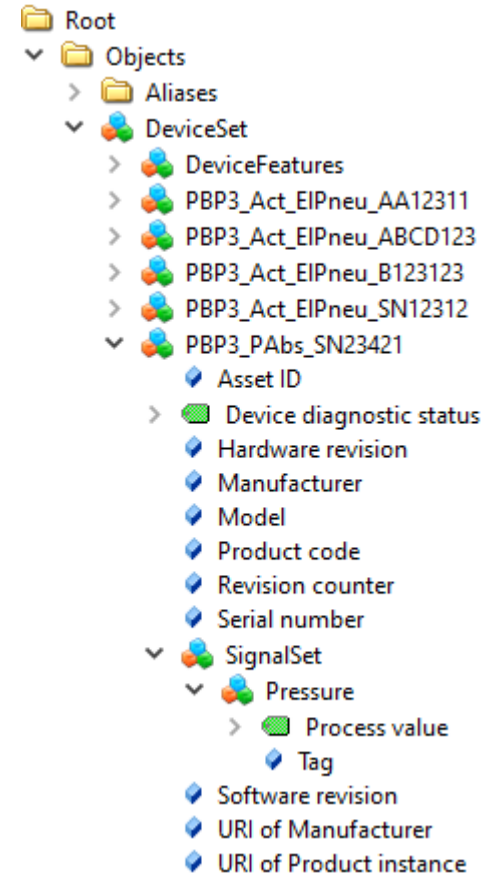 Root
Objects
Aliases
DeviceSet
DeviceFeatures
PBP3_Act_ElPneu_AA12311
PBP3_Act_ElPneu_ABCD123
PBP3_Act_ElPneu_B123123
PBP3_Act_ElPneu_SN12312
PBP3_PAbs_SN23421
Asset ID
Device diagnostic status
Hardware revision
Manufacturer
Model
Product code
Revision counter
Serial number
SignalSet
Pressure
Process value
Tag
Software revision
URI of Manufacturer
URI of Product instance